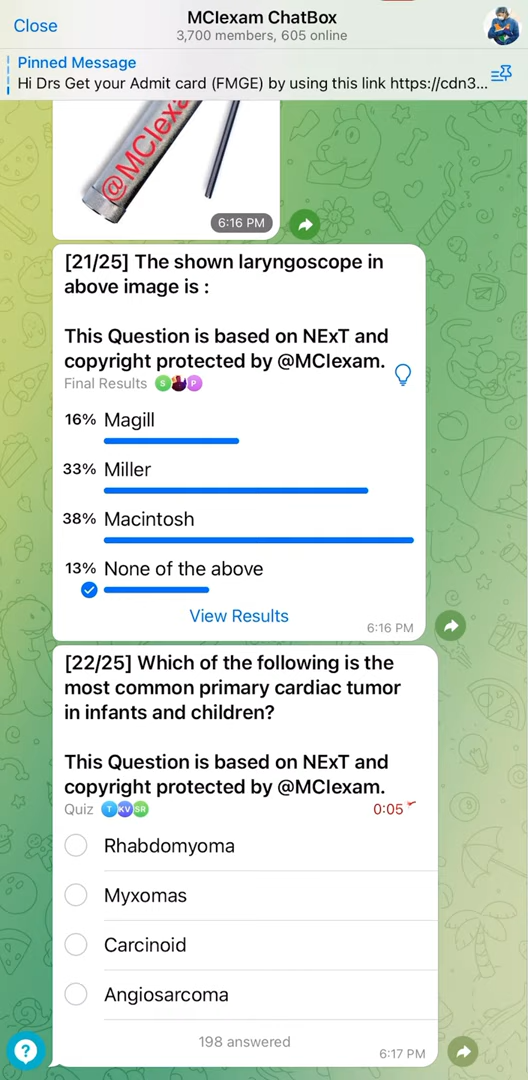 Close
MCIexam ChatBox
3,700 members, 605 online
Pinned Message
Hi Drs Get your Admit card (FMGE) by using this link https://cdn3...
@MCIexa
6:16 PM
[21/25] The shown laryngoscope in
above image is :
This Question is based on NExT and
copyright protected by @MCIexam.
Final Results S P
16% Magill
33% Miller
38% Macintosh
13% None of the above
View Results
6:16 PM
[22/25] Which of the following is the
most common primary cardiac tumor
in infants and children?
This Question is based on NExT and
copyright protected by @MCIexam.
Quiz T KV SR 0:05
Rhabdomyoma
Myxomas
Carcinoid
Angiosarcoma
198 answered
6:17 PM
?